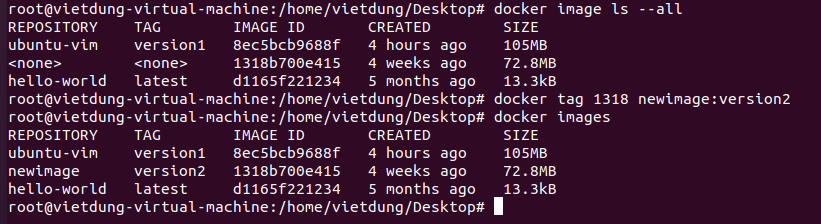 root@vietdung-virtual-machine:/home/vietdung/Desktop# docker image ls --all
REPOSITORY TAG IMAGE ID CREATED SIZE
ubuntu-vim version1 8ec5bcb9688f 4 hours ago 105MB
<none> <none> 1318b700e415 4 weeks ago 72.8MB
hello-world latest d1165f221234 5 months ago 13.3kB
root@vietdung-virtual-machine:/home/vietdung/Desktop# docker tag 1318 newimage:version2
root@vietdung-virtual-machine:/home/vietdung/Desktop# docker images
REPOSITORY TAG IMAGE ID CREATED SIZE
ubuntu-vim version1 8ec5bcb9688f 4 hours ago 105MB
newimage version2 1318b700e415 4 weeks ago 72.8MB
hello-world latest d1165f221234 5 months ago 13.3kB
root@vietdung-virtual-machine:/home/vietdung/Desktop#